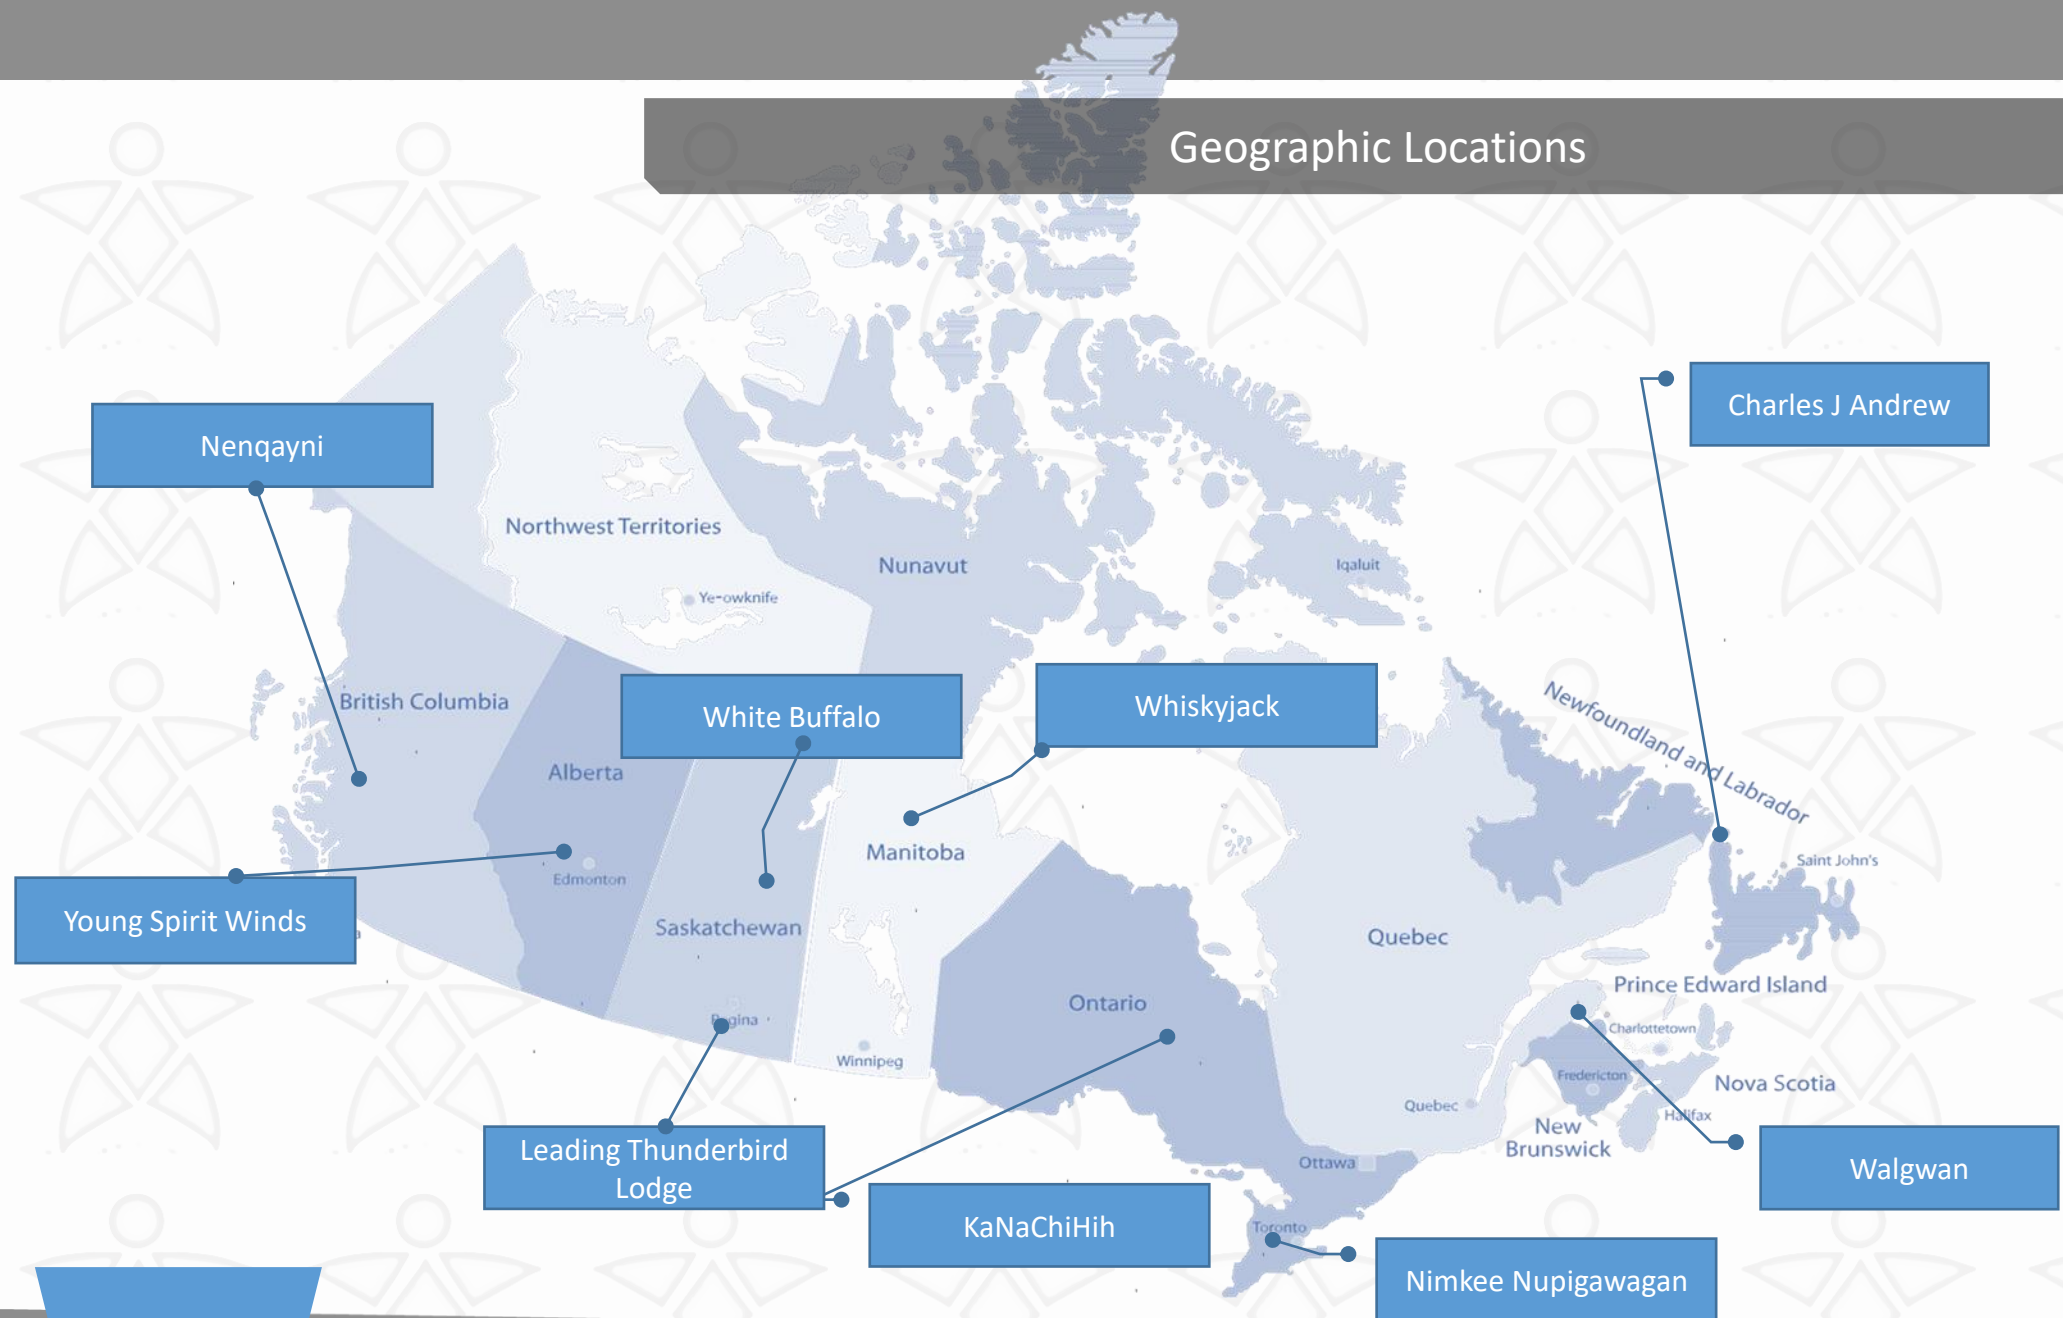 Geographic Locations
Charles J Andrew
Nenqayni
Northwest Territories
Nunavut
Iqaluit
Ye-owknife
British Columbia
White Buffalo
Whiskyjack
Newfoundland and Labrador
Alberta
Manitoba
Saint John's
Edmonton
Young Spirit Winds
Saskatchewan
Quebec
Prince Edward Island
Ontario
Regina
Charlottetown
Winnipeg
Fredericton
Nova Scotia
Quebec
Halifax
New
Brunswick
Leading Thunderbird
Lodge
Ottawa
Walgwan
KaNaChiHih
Toronto
Nimkee Nupigawagan